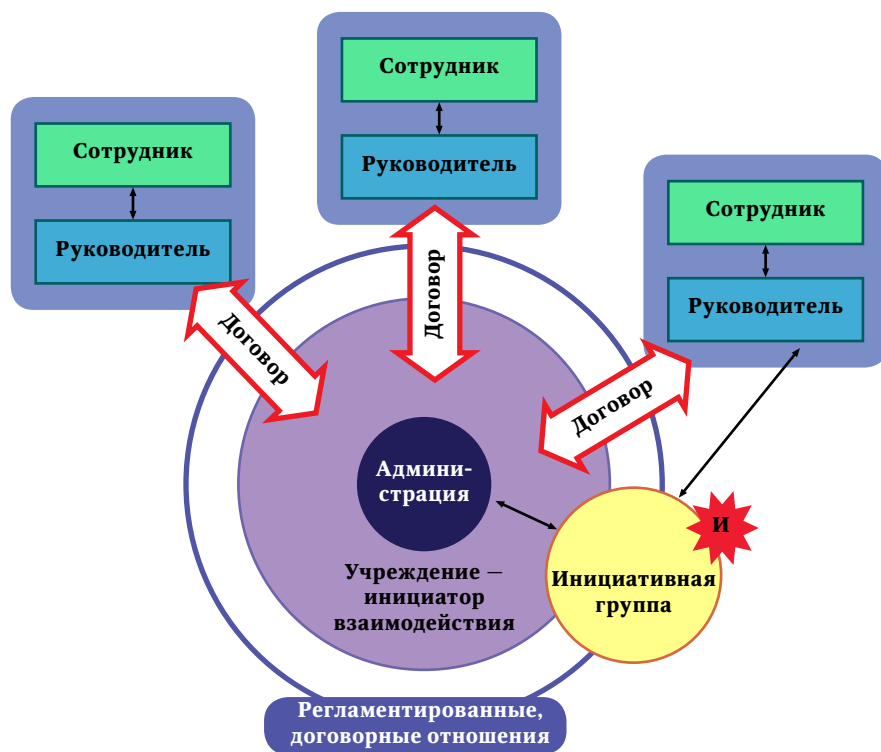 Сотрудник
Руководитель
Сотрудник
Руководитель
Сотрудник
Руководитель
Договор
Договор
Договор
Админи-
страция
И
Учреждение —
инициатор
взаимодействия
Инициативная
группа
Регламентированные,
договорные отношения